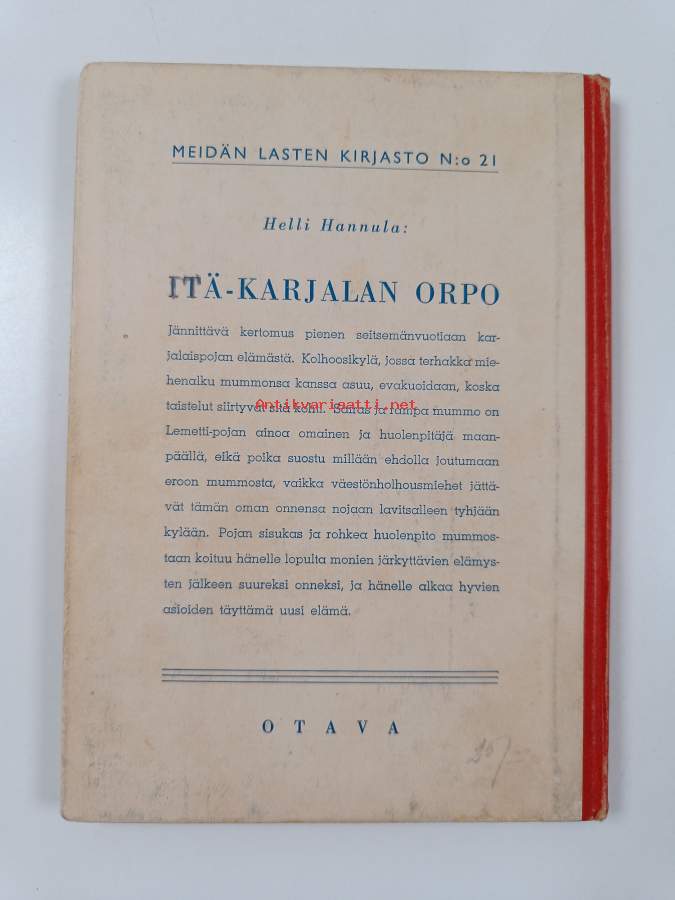 MEIDÄN LASTEN KIRJASTO N:o 21
Helli Hannula:
ITÄ-KARJALAN ORPO
Jännittävä kertomus pienen seitsemänvuotiaan kar-
jalaispojan elämästä. Kolhoosikylä, jossa terhakka mie-
henalku mummonsa kanssa asuu, evakuoidaan, koska
taistelut siirtyvät sitä kohti. Sairas ja rampa mummo on
Antikvariaatti.net
Lemetti-pojan ainoa omainen ja huolenpitäjä maan-
päällä, eikä poika suostu millään ehdolla joutumaan
eroon mummosta, vaikka väestönholhousmiehet jättä-
vät tämän oman onnensa nojaan lavitsalleen tyhjään
kylään. Pojan sisukas ja rohkea huolenpito mummos-
taan koituu hänelle lopulta monien järkyttävien elämys-
ten jälkeen suureksi onneksi, ja hänelle alkaa hyvien
asioiden täyttämä uusi elämä.
OTAVA